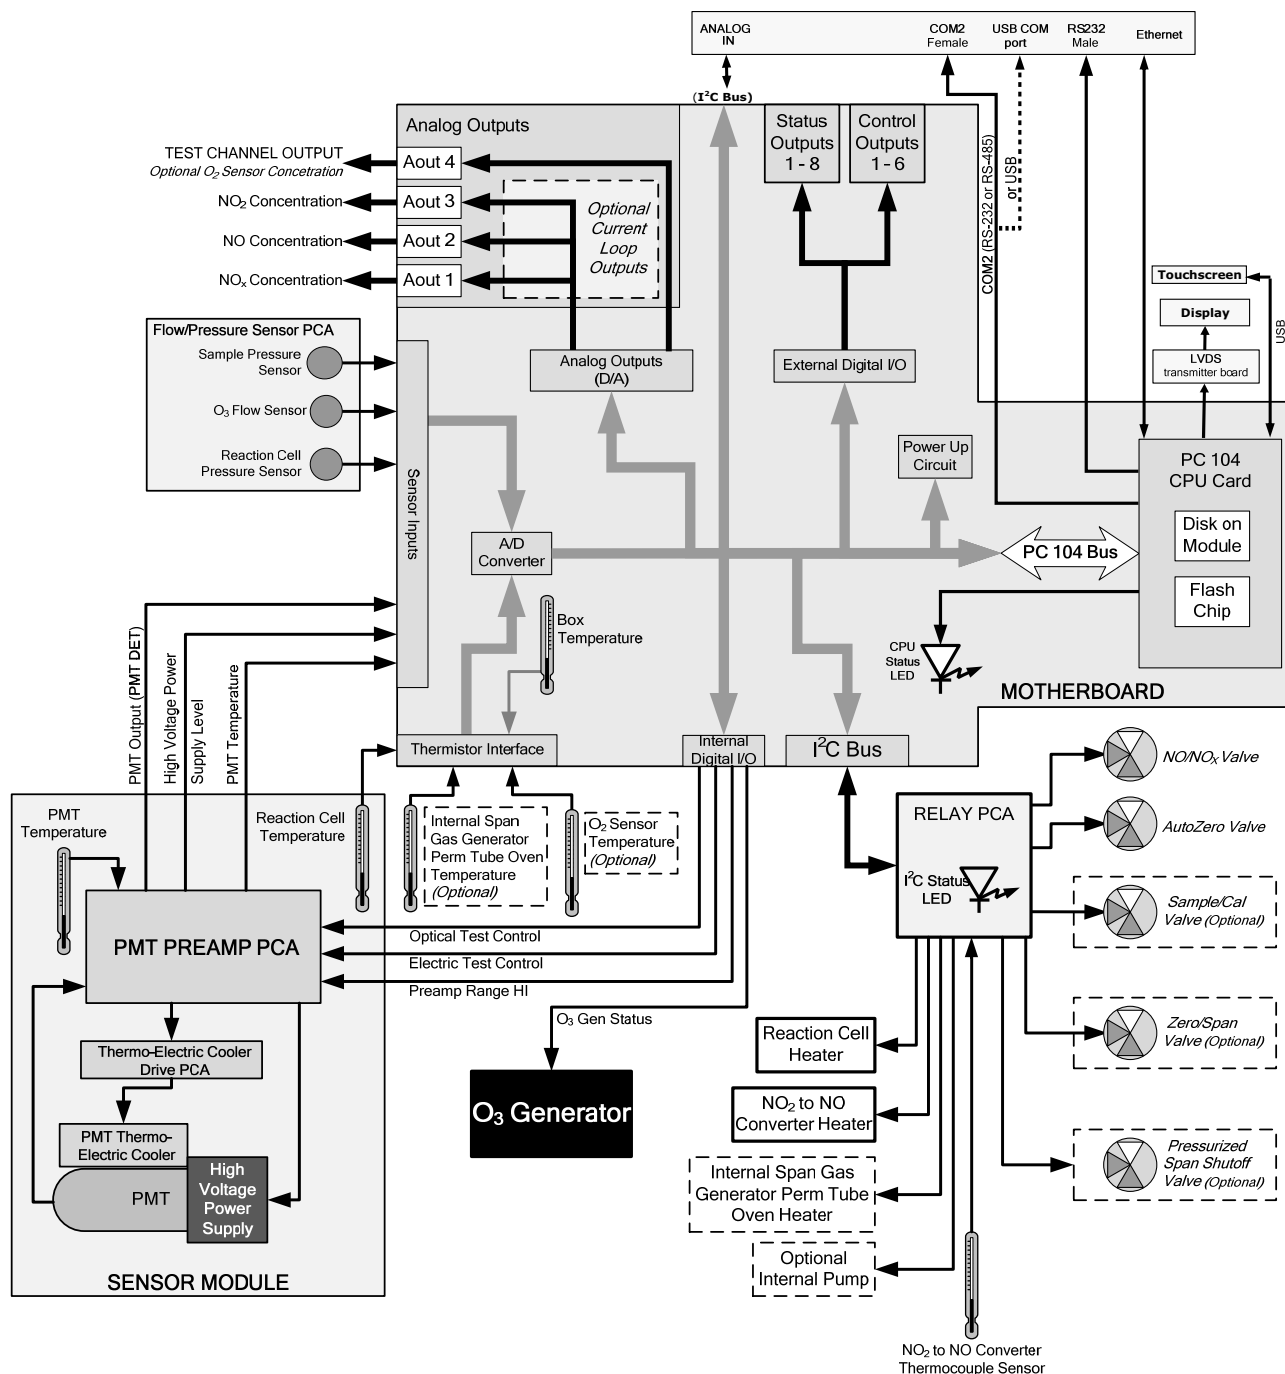 ANALOG
IN
COM2
Female
USB COM
port
RS232
Male
Ethernet
(I²C Bus)
Analog Outputs
Status
Outputs
1 - 8
Control
Outputs
1 - 6
TEST CHANNEL OUTPUT
Optional O₂ Sensor Concetration
Aout 4
NO₂ Concentration
Aout 3
NO Concentration
Aout 2
NOₓ Concentration
Aout 1
Optional
Current
Loop
Outputs
COM2 (RS-232 or RS-485)
or USB
Touchscreen
USB
Display
LVDS
transmitter board
Flow/Pressure Sensor PCA
Sample Pressure
Sensor
O₃ Flow Sensor
Reaction Cell
Pressure Sensor
Sensor Inputs
Analog Outputs
(D/A)
External Digital I/O
Power Up
Circuit
PC 104
CPU Card
Disk on
Module
Flash
Chip
A/D
Converter
PC 104 Bus
Box
Temperature
CPU
Status
LED
MOTHERBOARD
PMT Output (PMT DET)
High Voltage Power
Supply Level
PMT Temperature
Thermistor Interface
Internal
Digital I/O
I²C Bus
NO/NOₓ Valve
AutoZero Valve
Sample/Cal
Valve (Optional)
Zero/Span
Valve (Optional)
Pressurized
Span Shutoff
Valve (Optional)
RELAY PCA
I²C Status
LED
PMT
Temperature
Reaction Cell
Temperature
Internal Span
Gas Generator
Perm Tube Oven
Temperature
(Optional)
O₂ Sensor
Temperature
(Optional)
PMT PREAMP PCA
Optical Test Control
Electric Test Control
Preamp Range HI
O₃ Gen Status
O₃ Generator
Reaction Cell
Heater
NO₂ to NO
Converter Heater
Internal Span Gas
Generator Perm Tube
Oven Heater
Optional
Internal Pump
Thermo-Electric Cooler
Drive PCA
PMT Thermo-
Electric Cooler
PMT
High
Voltage
Power
Supply
SENSOR MODULE
NO₂ to NO Converter
Thermocouple Sensor